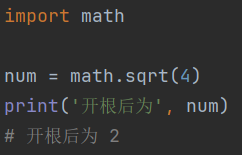 import math
num = math.sqrt(4)
print('开根后为', num)
# 开根后为 2